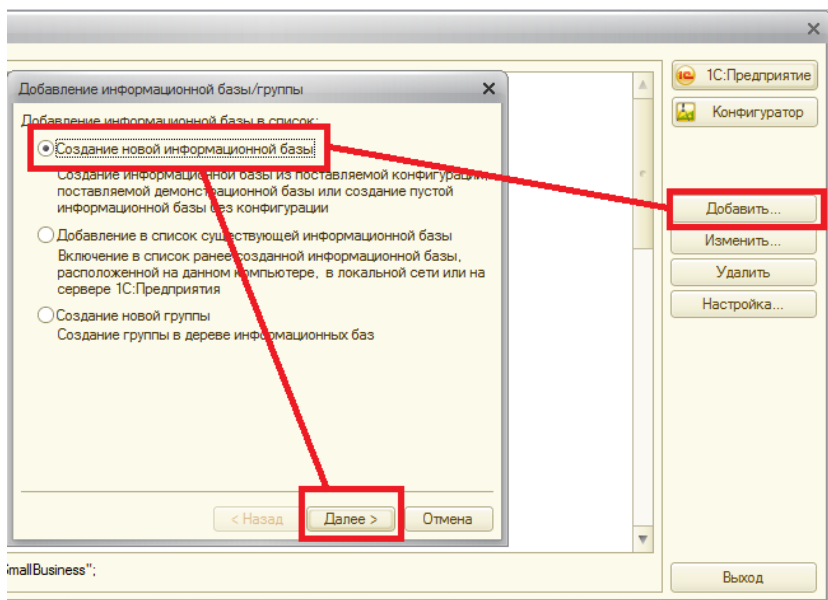 Добавление информационной базы/группы
Добавление информационной базы в список:
Создание новой информационной базы
Создание информационной базы из поставляемой конфигурации,
поставляемой демонстрационной базы или создание пустой
информационной базы без конфигурации
Добавление в список существующей информационной базы
Включение в список ранее созданной информационной базы,
расположенной на данном компьютере, в локальной сети или на
сервере 1С:Предприятия
Создание новой группы
Создание группы в дереве информационных баз
< Назад
Далее >
Отмена
1С:Предприятие
Конфигуратор
Добавить...
Изменить...
Удалить
Настройка...
Выход
mallBusiness";